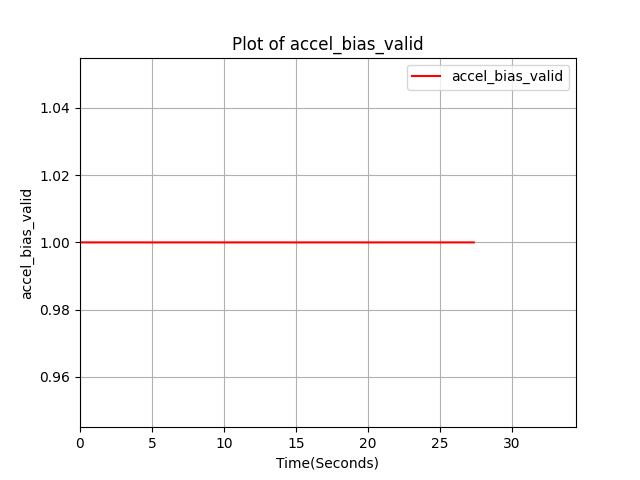 Plot of accel_bias_valid
accel_bias_valid
1.04
1.02
1.00
0.98
0.96
accel_bias_valid
0 5 10 15 20 25 30
Time(Seconds)